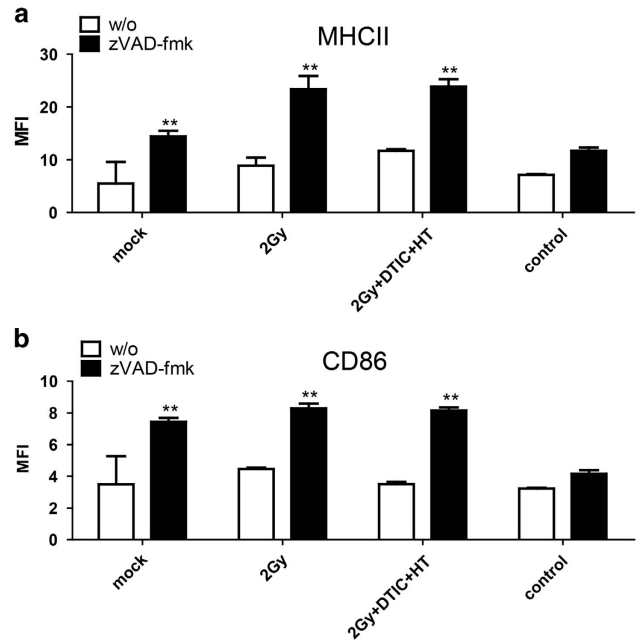 a
w/o
zVAD-fmk
MHCII
MFI
30
20
10
0
**
**
**
mock
2Gy
2Gy+DTIC+HT
control
b
w/o
zVAD-fmk
CD86
MFI
10
8
6
4
2
0
**
**
**
mock
2Gy
2Gy+DTIC+HT
control